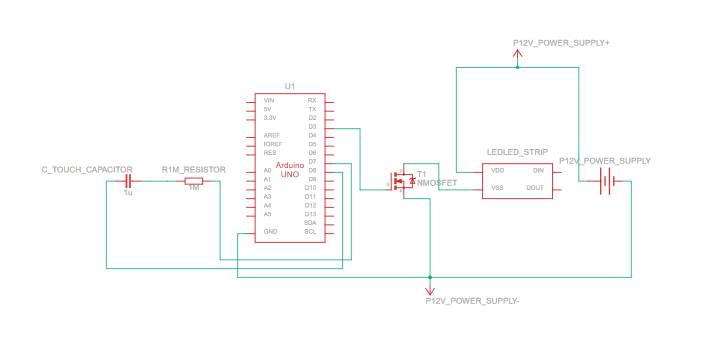 P12V_POWER_SUPPLY+
U1
VIN RX
5V TX
3.3V D2
D3
AREF D4
IOREF D5
RES D6
Arduino
UNO
D7
A0 D8
A1 D9
A2 D10
A3 D11
A4 D12
A5 D13
SDA
GND SCL
C_TOUCH_CAPACITOR
1u
R1M_RESISTOR
1M
T1
NMOSFET
LEDLED_STRIP
VDD DIN
VSS DOUT
P12V_POWER_SUPPLY
P12V_POWER_SUPPLY-